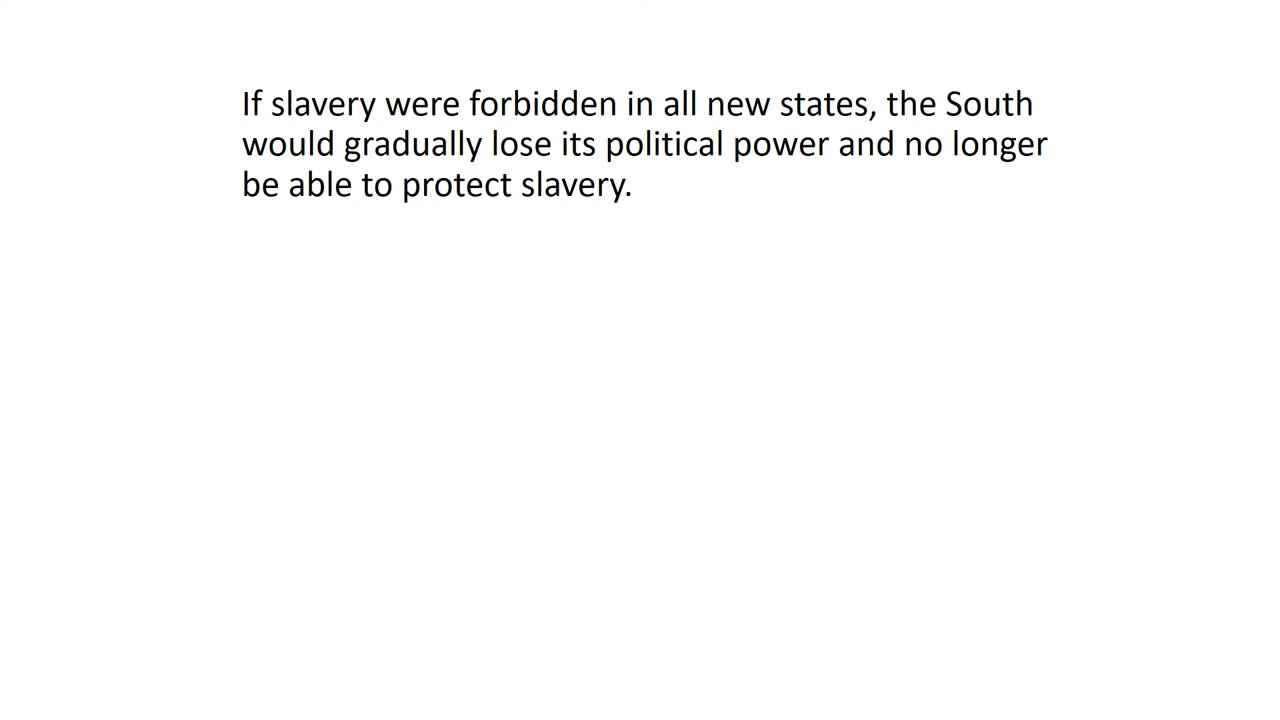 If slavery were forbidden in all new states, the South
would gradually lose its political power and no longer
be able to protect slavery.